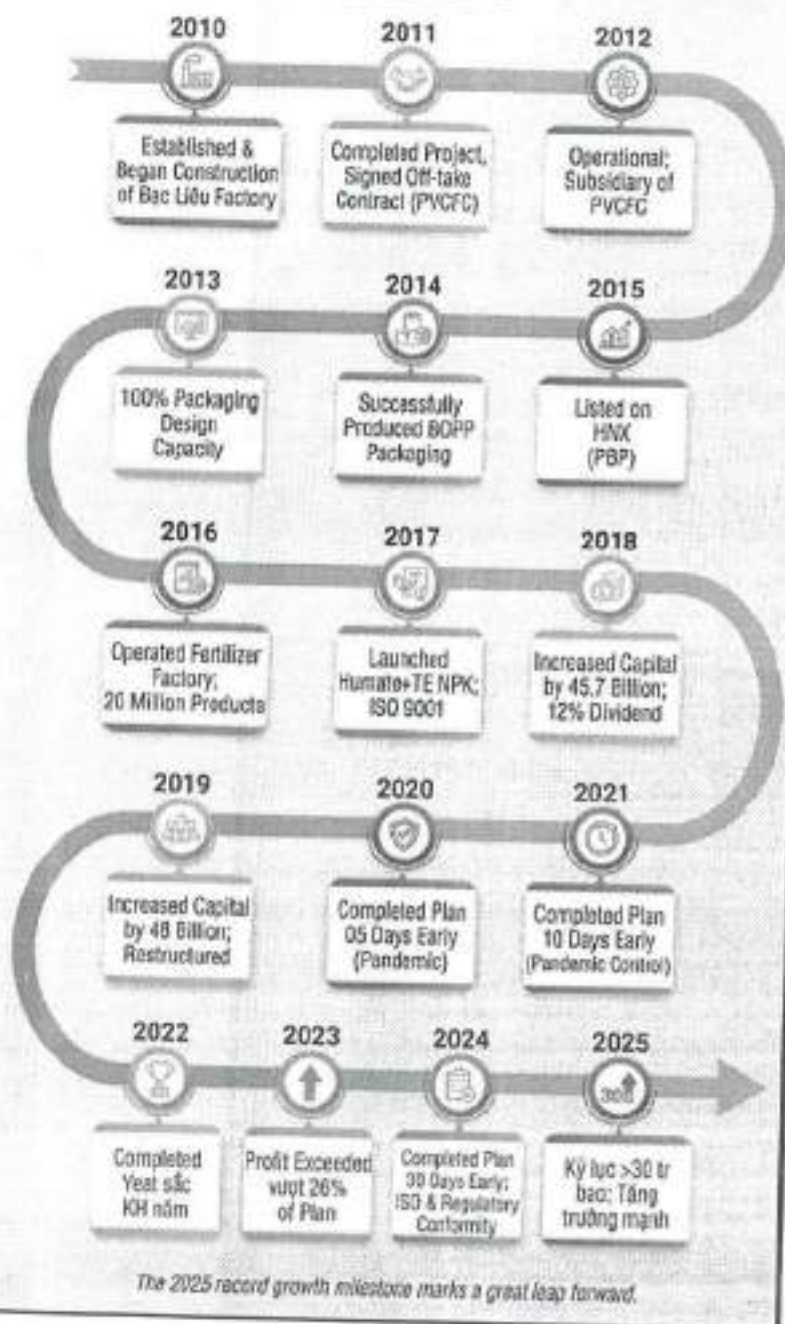 2010
Established &
Began Construction
of Bac Liêu Factory
2011
Completed Project,
Signed Off-take
Contract (PVCFC)
2012
Operational;
Subsidiary of
PVCFC
2013
100% Packaging
Design
Capacity
2014
Successfully
Produced BOPP
Packaging
2015
Listed on
HNX
(PBP)
2016
Operated Fertilizer
Factory;
20 Million Products
2017
Launched
Humate+TE NPK;
ISO 9001
2018
Increased Capital
by 45.7 Billion;
12% Dividend
2019
Increased Capital
by 48 Billion;
Restructured
2020
Completed Plan
05 Days Early
(Pandemic)
2021
Completed Plan
10 Days Early
(Pandemic Control)
2022
Completed
Yeat sắc
KH năm
2023
Profit Exceeded
vượt 26%
of Plan
2024
Completed Plan
30 Days Early;
ISO & Regulatory
Conformity
2025
Kỷ lục >30 tr
bao; Tăng
trưởng mạnh
The 2025 record growth milestone marks a great leap forward.